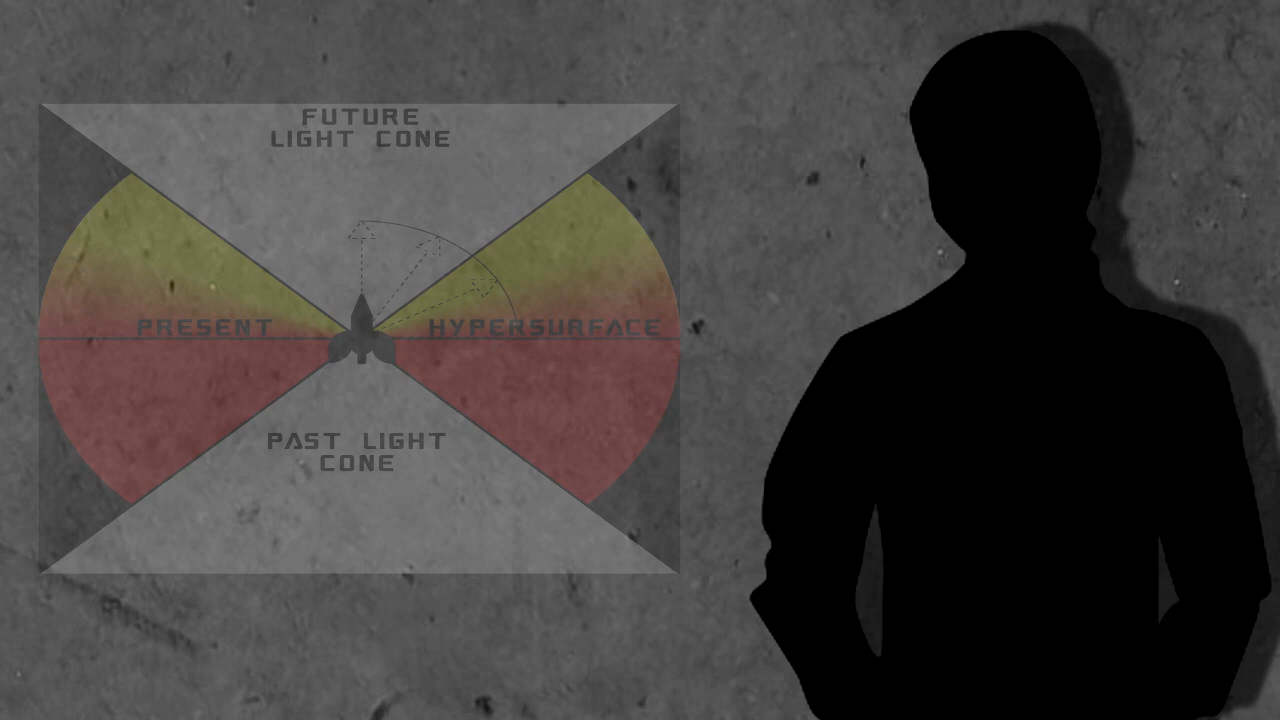 FUTURE
LIGHT CONE
PRESENT HYPERSURFACE
PAST LIGHT
CONE